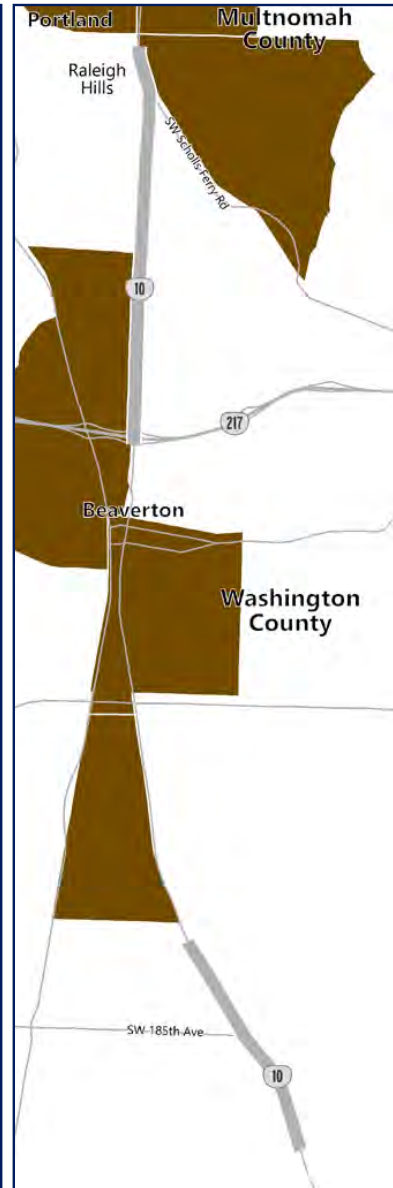 Portland
Multnomah
County
Raleigh
Hills
SW Scholls Ferry Rd
10
217
Beaverton
Washington
County
SW 185th Ave
10